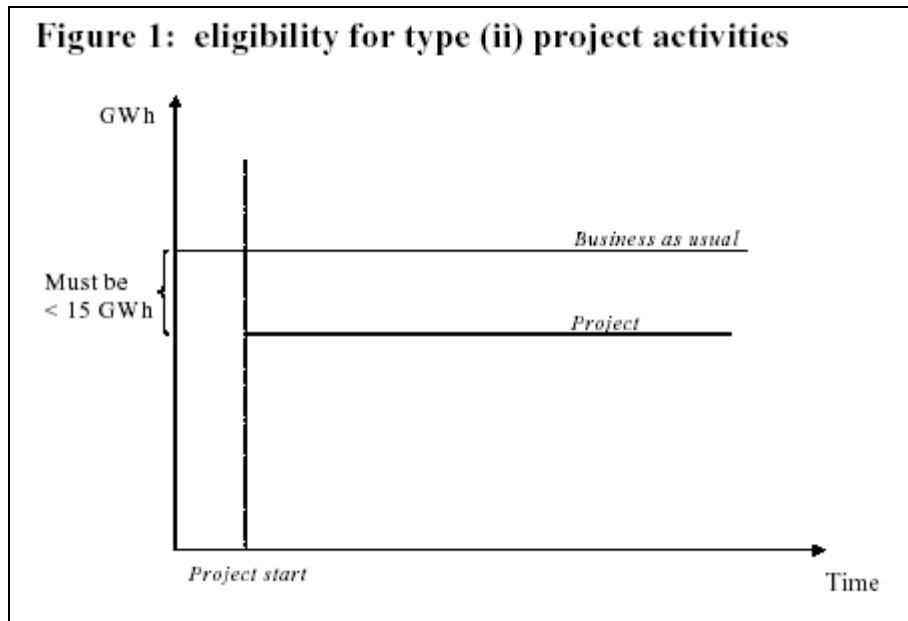 Figure 1: eligibility for type (ii) project activities
GWh
Business as usual
Must be
< 15 GWh
Project
Project start
Time